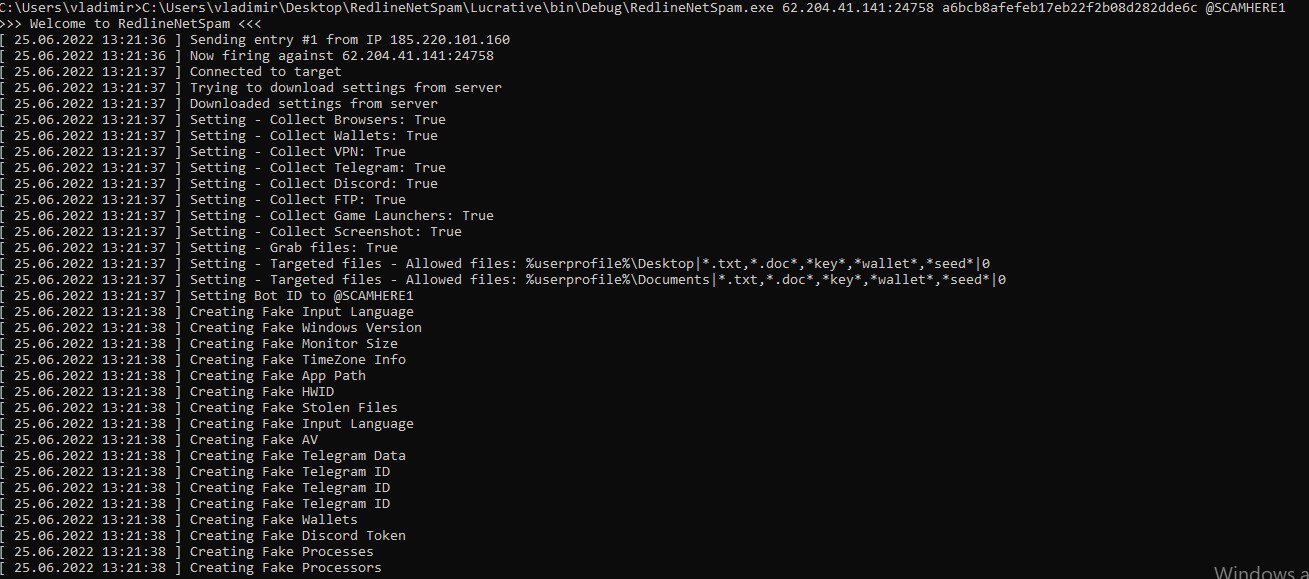 C:\Users\vladimir>C:\Users\vladimir\Desktop\RedlineNetSpam\Lucrative\bin\Debug\RedlineNetSpam.exe 62.204.41.141:24758 a6bcb8afefeb17eb22f2b08d282dde6c @SCAMHERE1
>>> Welcome to RedlineNetSpam <<<
[ 25.06.2022 13:21:36 ] Sending entry #1 from IP 185.220.101.160
[ 25.06.2022 13:21:36 ] Now firing against 62.204.41.141:24758
[ 25.06.2022 13:21:37 ] Connected to target
[ 25.06.2022 13:21:37 ] Trying to download settings from server
[ 25.06.2022 13:21:37 ] Downloaded settings from server
[ 25.06.2022 13:21:37 ] Setting - Collect Browsers: True
[ 25.06.2022 13:21:37 ] Setting - Collect Wallets: True
[ 25.06.2022 13:21:37 ] Setting - Collect VPN: True
[ 25.06.2022 13:21:37 ] Setting - Collect Telegram: True
[ 25.06.2022 13:21:37 ] Setting - Collect Discord: True
[ 25.06.2022 13:21:37 ] Setting - Collect FTP: True
[ 25.06.2022 13:21:37 ] Setting - Collect Game Launchers: True
[ 25.06.2022 13:21:37 ] Setting - Collect Screenshot: True
[ 25.06.2022 13:21:37 ] Setting - Grab files: True
[ 25.06.2022 13:21:37 ] Setting - Targeted files - Allowed files: %userprofile%\Desktop|*.txt,*.doc*,*key*,*wallet*,*seed*|0
[ 25.06.2022 13:21:37 ] Setting - Targeted files - Allowed files: %userprofile%\Documents|*.txt,*.doc*,*key*,*wallet*,*seed*|0
[ 25.06.2022 13:21:37 ] Setting Bot ID to @SCAMHERE1
[ 25.06.2022 13:21:38 ] Creating Fake Input Language
[ 25.06.2022 13:21:38 ] Creating Fake Windows Version
[ 25.06.2022 13:21:38 ] Creating Fake Monitor Size
[ 25.06.2022 13:21:38 ] Creating Fake TimeZone Info
[ 25.06.2022 13:21:38 ] Creating Fake App Path
[ 25.06.2022 13:21:38 ] Creating Fake HWID
[ 25.06.2022 13:21:38 ] Creating Fake Stolen Files
[ 25.06.2022 13:21:38 ] Creating Fake Input Language
[ 25.06.2022 13:21:38 ] Creating Fake AV
[ 25.06.2022 13:21:38 ] Creating Fake Telegram Data
[ 25.06.2022 13:21:38 ] Creating Fake Telegram ID
[ 25.06.2022 13:21:38 ] Creating Fake Telegram ID
[ 25.06.2022 13:21:38 ] Creating Fake Telegram ID
[ 25.06.2022 13:21:38 ] Creating Fake Wallets
[ 25.06.2022 13:21:38 ] Creating Fake Discord Token
[ 25.06.2022 13:21:38 ] Creating Fake Processes
[ 25.06.2022 13:21:38 ] Creating Fake Processors
Windows a